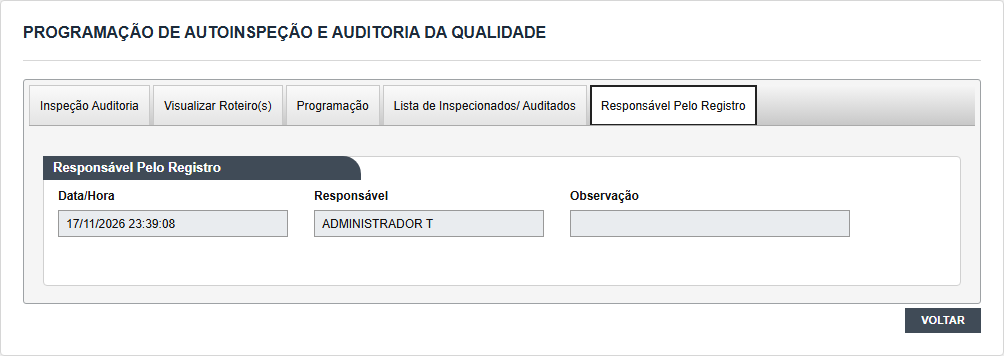 PROGRAMAÇÃO DE AUTOINSPEÇÃO E AUDITORIA DA QUALIDADE
Inspeção Auditoria Visualizar Roteiro(s) Programação Lista de Inspecionados/ Auditados Responsável Pelo Registro
Responsável Pelo Registro
Data/Hora Responsável Observação
17/11/2026 23:39:08 ADMINISTRADOR T
VOLTAR